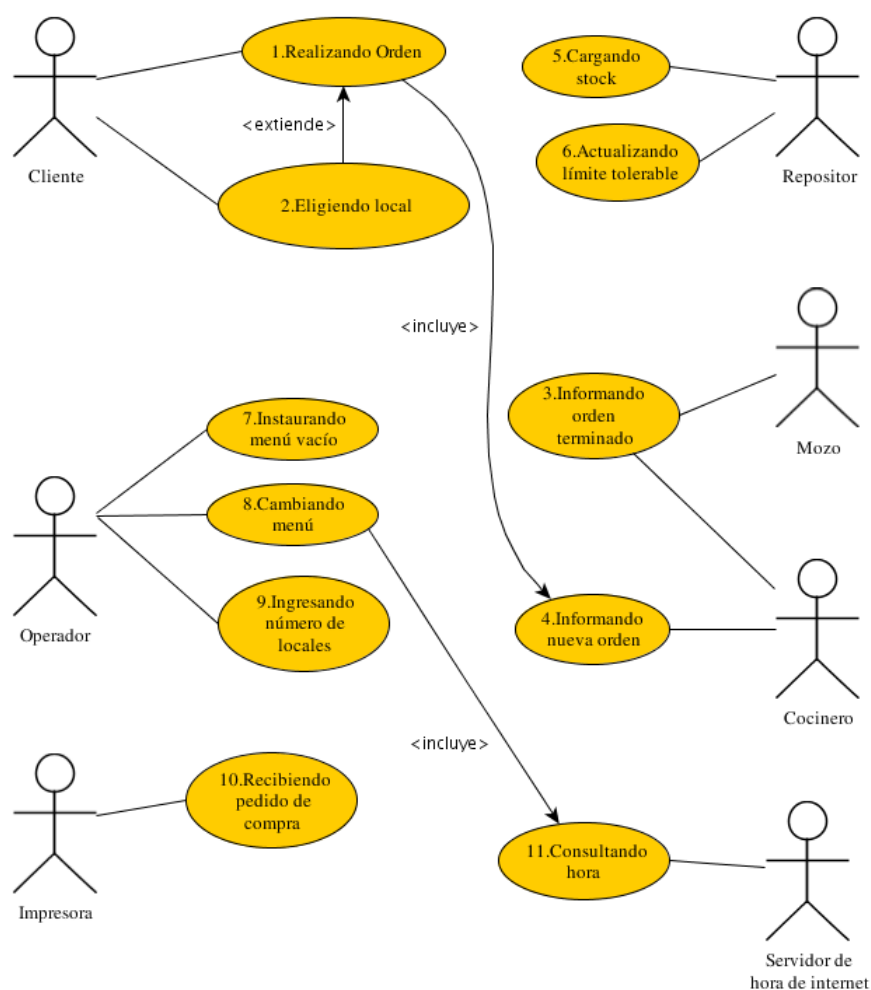 1.Realizando Orden
<extiende>
2.Eligiendo local
Cliente
5.Cargando
stock
6.Actualizando
límite tolerable
Repositor
<incluye>
3.Informando
orden
terminado
Mozo
7.Instaurando
menú vacío
8.Cambiando
menú
9.Ingresando
número de
locales
Operador
4.Informando
nueva orden
Cocinero
<incluye>
10.Recibiendo
pedido de
compra
Impresora
11.Consultando
hora
Servidor de
hora de internet